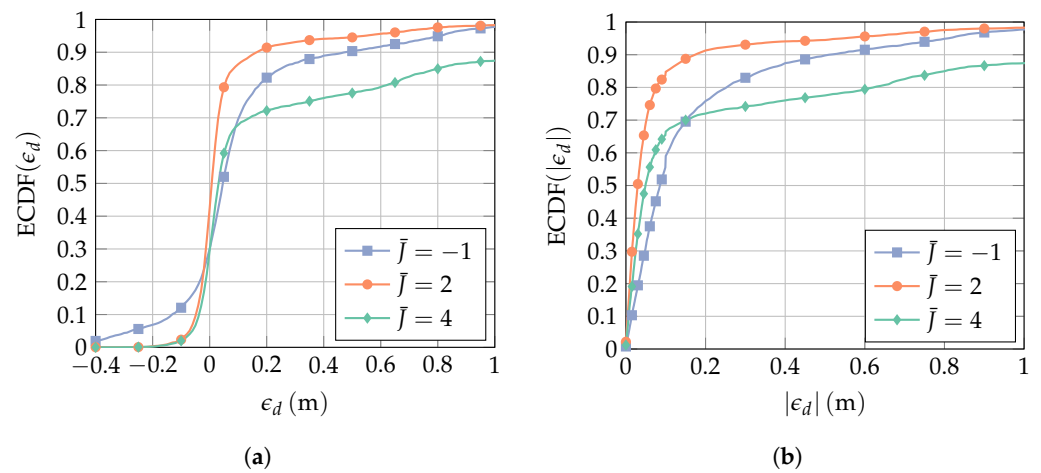 1
0.9
0.8
0.7
0.6
0.5
0.4
0.3
0.2
0.1
0
ECDF(ϵ_d)
−0.4 −0.2 0 0.2 0.4 0.6 0.8 1
ϵ_d (m)
J̄ = −1
J̄ = 2
J̄ = 4
(a)
1
0.9
0.8
0.7
0.6
0.5
0.4
0.3
0.2
0.1
0
ECDF(|ϵ_d|)
0 0.2 0.4 0.6 0.8 1
|ϵ_d| (m)
J̄ = −1
J̄ = 2
J̄ = 4
(b)